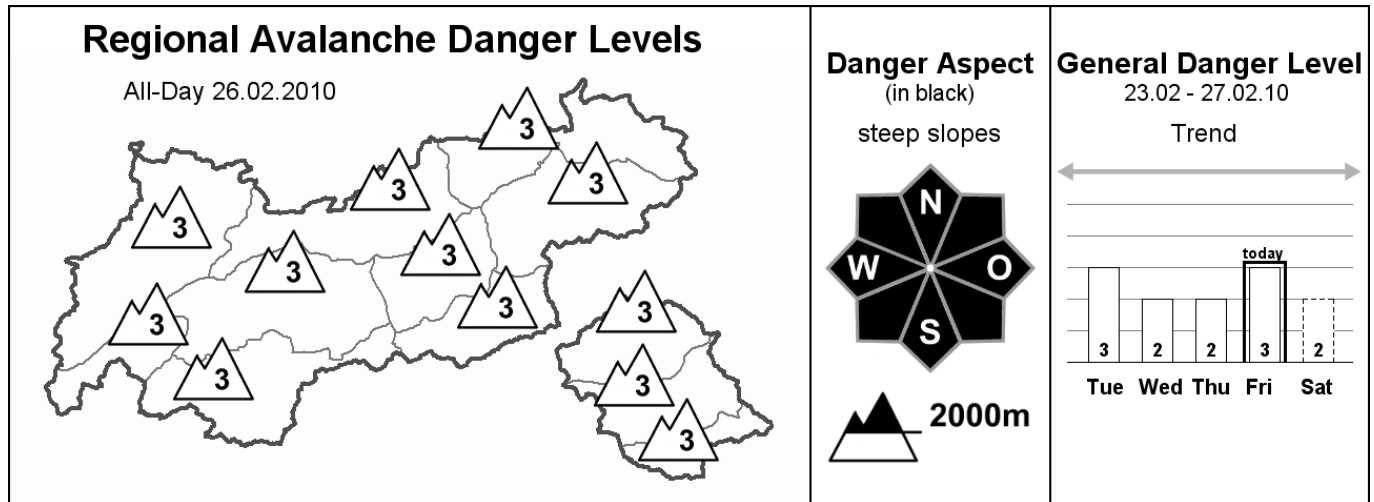 Regional Avalanche Danger Levels
All-Day 26.02.2010
3
3
3
3
3
3
3
3
3
3
3
3
Danger Aspect
(in black)
steep slopes
N
W O
S
2000m
General Danger Level
23.02 - 27.02.10
Trend
today
3 2 2 3 2
Tue Wed Thu Fri Sat